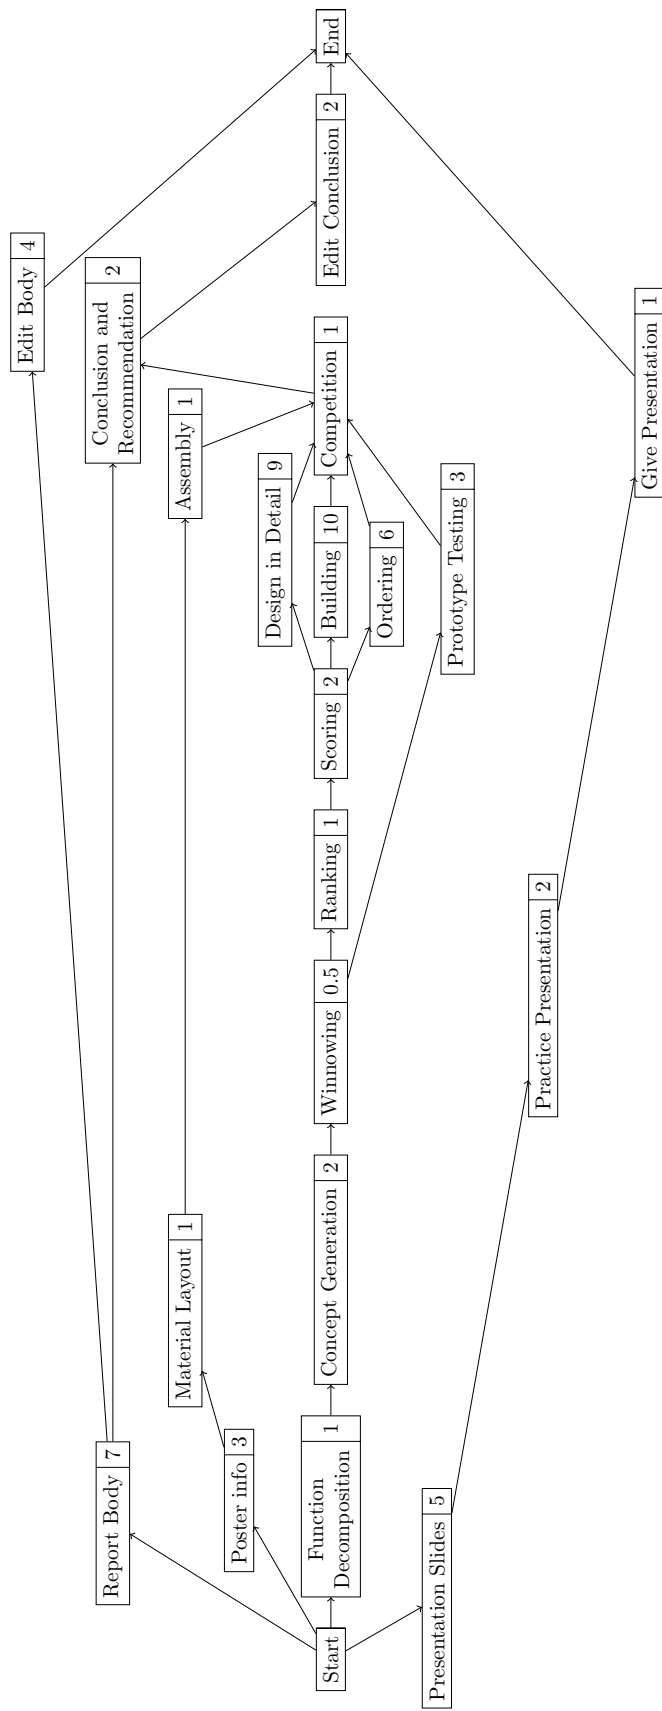 Edit Body 4
Report Body 7
Conclusion and
Recommendation
2
Material Layout 1
Assembly 1
Poster info 3
Design in Detail 9
Start
Function
Decomposition
1
Concept Generation 2
Winnowing 0.5
Ranking 1
Scoring 2
Building 10
Competition 1
Edit Conclusion 2
End
Ordering 6
Presentation Slides 5
Prototype Testing 3
Practice Presentation 2
Give Presentation 1